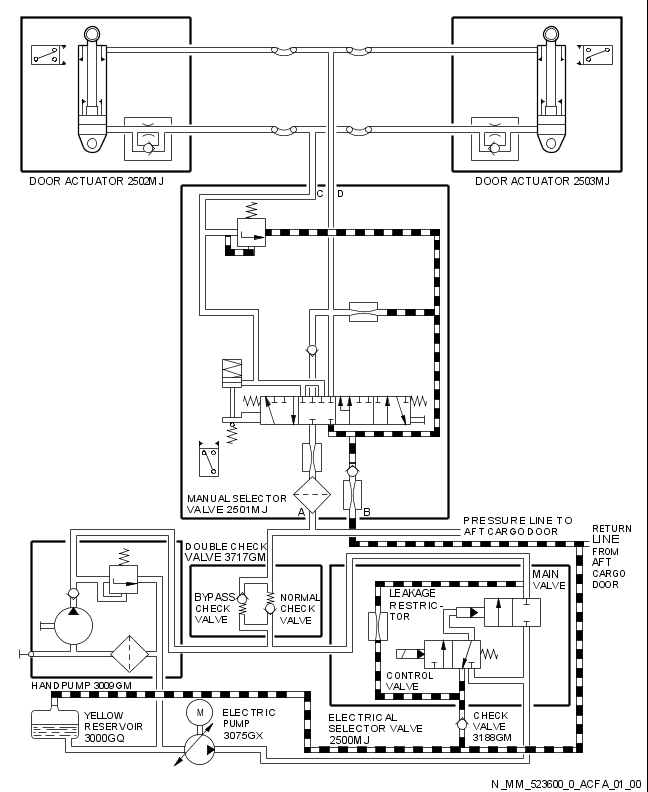 DOOR ACTUATOR 2502MJ
DOOR ACTUATOR 2503MJ
C
D
MANUAL SELECTOR
VALVE 2501MJ
A
B
PRESSURE LINE TO
AFT CARGO DOOR
RETURN
LINE
FROM
AFT
CARGO
DOOR
DOUBLE CHECK
VALVE 3717GM
BYPASS
CHECK
VALVE
NORMAL
CHECK
VALVE
MAIN
VALVE
LEAKAGE
RESTRIC-
TOR
CONTROL
VALVE
HANDPUMP 3009GM
YELLOW
RESERVOIR
3000GQ
M
ELECTRIC
PUMP
3075GX
ELECTRICAL
SELECTOR VALVE
2500MJ
CHECK
VALVE
3188GM
N_MM_523600_0_ACFA_01_00